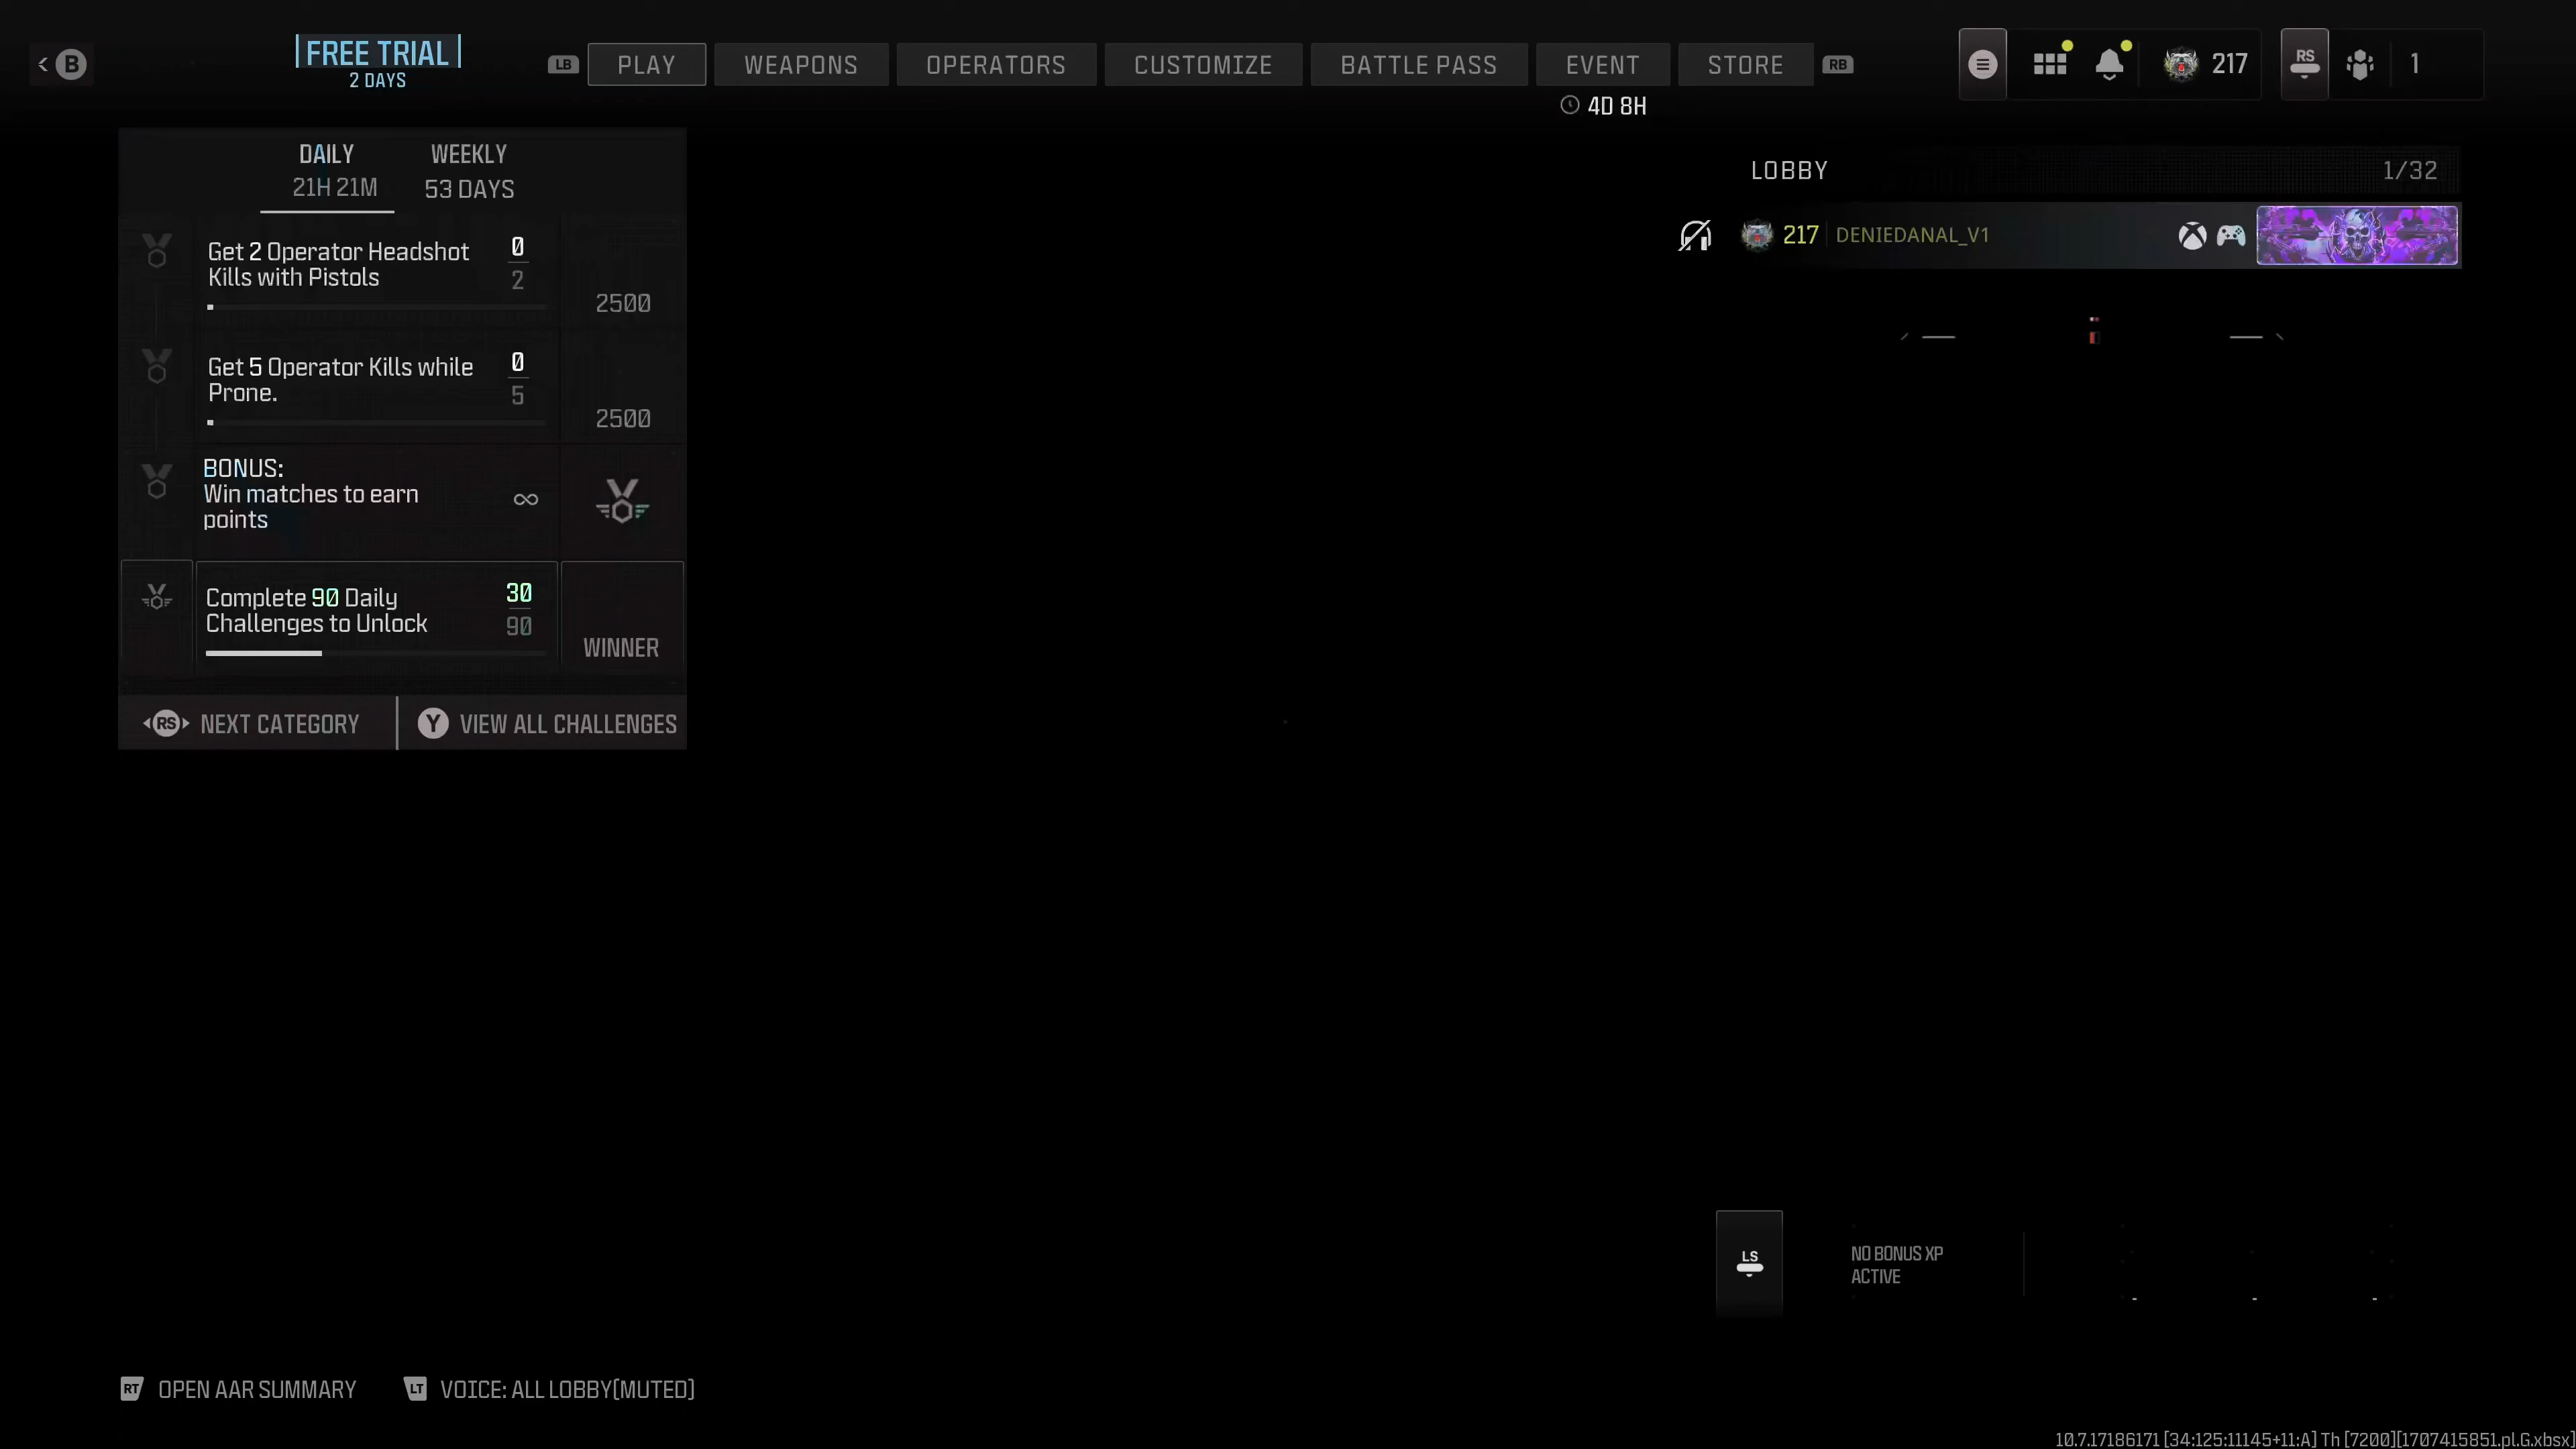 B
FREE TRIAL
2 DAYS
LB
PLAY
WEAPONS
OPERATORS
CUSTOMIZE
BATTLE PASS
EVENT
STORE
RB
4D 8H
217
RS
1
DAILY
21H 21M
WEEKLY
53 DAYS
Get 2 Operator Headshot
Kills with Pistols
0
2
2500
Get 5 Operator Kills while
Prone.
0
5
2500
BONUS:
Win matches to earn
points
∞
Complete 90 Daily
Challenges to Unlock
30
90
WINNER
RS NEXT CATEGORY
Y VIEW ALL CHALLENGES
LOBBY
1/32
217 DENIEDANAL_V1
LS
NO BONUS XP
ACTIVE
RT OPEN AAR SUMMARY
LT VOICE: ALL LOBBY(MUTED)
10.7.17186171 [34:125:11145+11:A] Th [7200][1707415851.pl.G.xbsx]